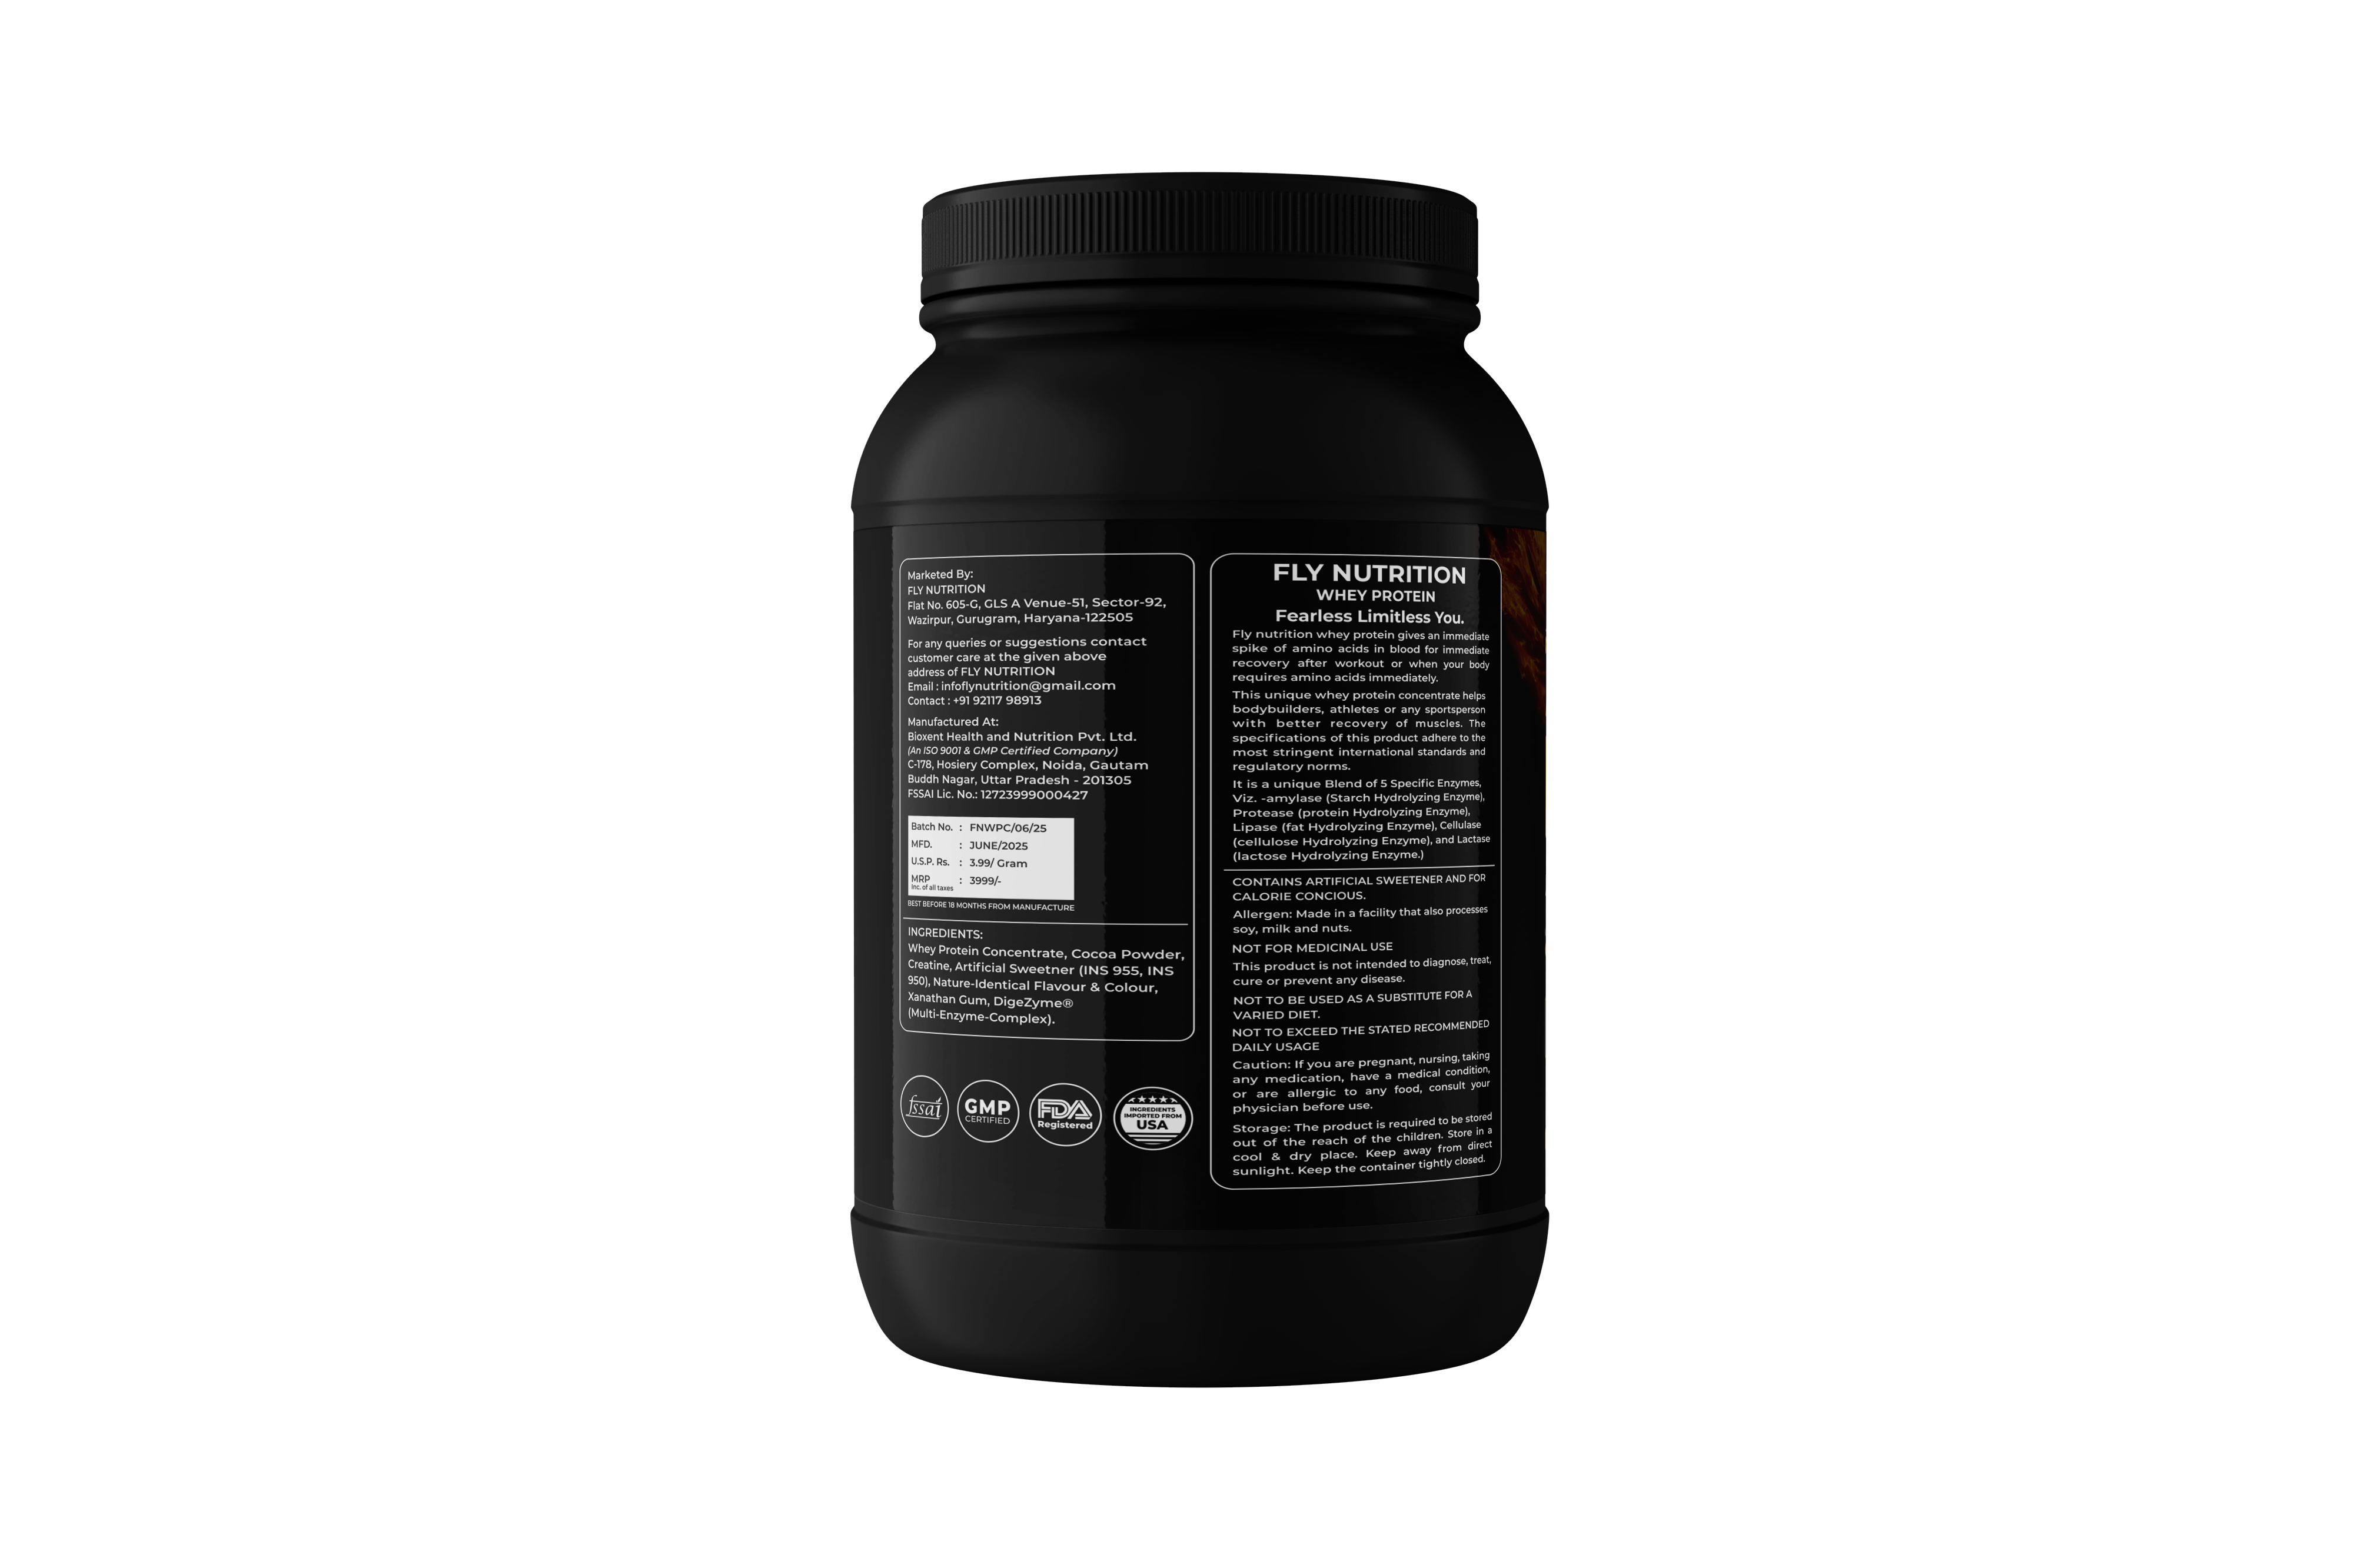 Marketed By:
FLY NUTRITION
Flat No. 605-G, GLS A Venue-51, Sector-92,
Wazirpur, Gurugram, Haryana-122505
For any queries or suggestions contact
customer care at the given above
address of FLY NUTRITION
Email : infoflynutrition@gmail.com
Contact : +91 92117 98913
Manufactured At:
Bioxent Health and Nutrition Pvt. Ltd.
(An ISO 9001 & GMP Certified Company)
C-178, Hosiery Complex, Noida, Gautam
Buddh Nagar, Uttar Pradesh - 201305
FSSAI Lic. No.: 12723999000427
Batch No. : FNWPC/06/25
MFD. : JUNE/2025
U.S.P. Rs. : 3.99/ Gram
MRP : 3999/-
Inc. of all taxes
BEST BEFORE 18 MONTHS FROM MANUFACTURE
INGREDIENTS:
Whey Protein Concentrate, Cocoa Powder,
Creatine, Artificial Sweetner (INS 955, INS
950), Nature-Identical Flavour & Colour,
Xanathan Gum, DigeZyme®
(Multi-Enzyme-Complex).
fssai
GMP
CERTIFIED
FDA
Registered
INGREDIENTS
IMPORTED FROM
USA
FLY NUTRITION
WHEY PROTEIN
Fearless Limitless You.
Fly nutrition whey protein gives an immediate
spike of amino acids in blood for immediate
recovery after workout or when your body
requires amino acids immediately.
This unique whey protein concentrate helps
bodybuilders, athletes or any sportsperson
with better recovery of muscles. The
specifications of this product adhere to the
most stringent international standards and
regulatory norms.
It is a unique Blend of 5 Specific Enzymes,
Viz. -amylase (Starch Hydrolyzing Enzyme),
Protease (protein Hydrolyzing Enzyme),
Lipase (fat Hydrolyzing Enzyme), Cellulase
(cellulose Hydrolyzing Enzyme), and Lactase
(lactose Hydrolyzing Enzyme.)
CONTAINS ARTIFICIAL SWEETENER AND FOR
CALORIE CONCIOUS.
Allergen: Made in a facility that also processes
soy, milk and nuts.
NOT FOR MEDICINAL USE
This product is not intended to diagnose, treat,
cure or prevent any disease.
NOT TO BE USED AS A SUBSTITUTE FOR A
VARIED DIET.
NOT TO EXCEED THE STATED RECOMMENDED
DAILY USAGE
Caution: If you are pregnant, nursing, taking
any medication, have a medical condition,
or are allergic to any food, consult your
physician before use.
Storage: The product is required to be stored
out of the reach of the children. Store in a
cool & dry place. Keep away from direct
sunlight. Keep the container tightly closed.